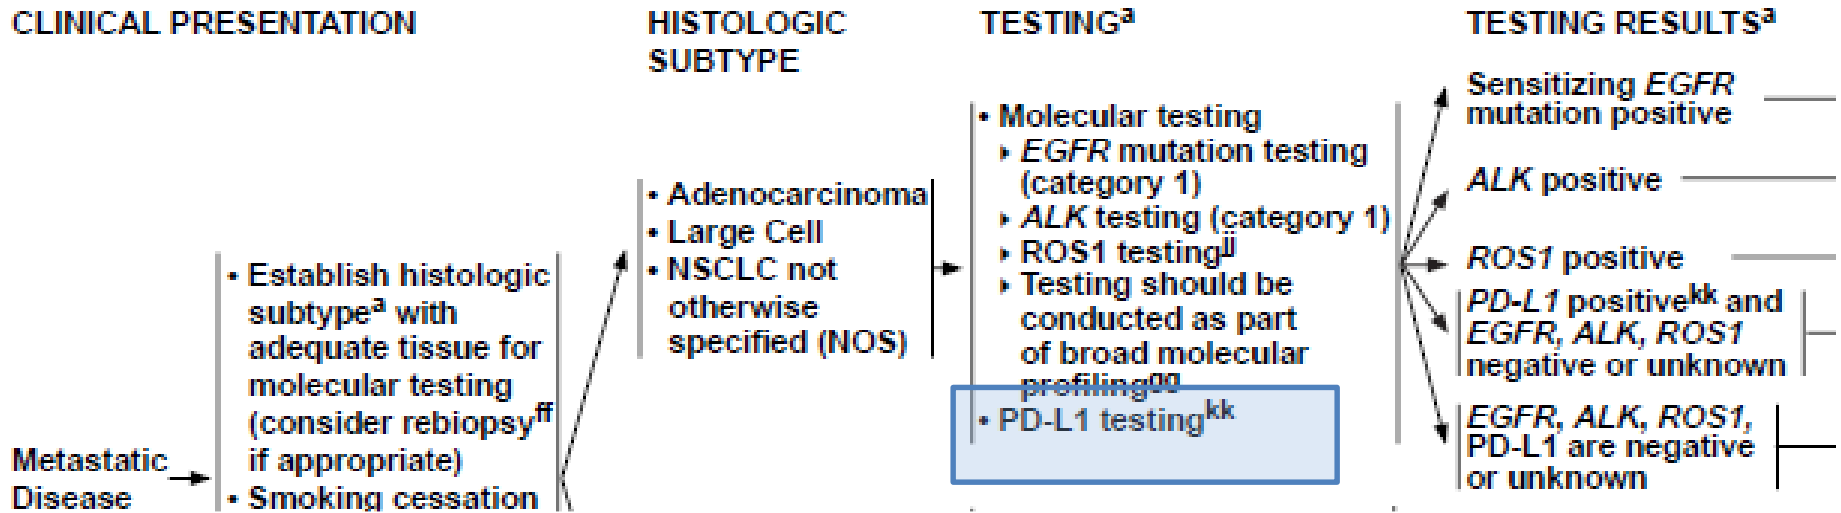 CLINICAL PRESENTATION
HISTOLOGIC
SUBTYPE
TESTINGᵃ
TESTING RESULTSᵃ
Metastatic
Disease
• Establish histologic
subtypeᵃ with
adequate tissue for
molecular testing
(consider rebiopsyᶠᶠ
if appropriate)
• Smoking cessation
• Adenocarcinoma
• Large Cell
• NSCLC not
otherwise
specified (NOS)
• Molecular testing
▸ EGFR mutation testing
(category 1)
▸ ALK testing (category 1)
▸ ROS1 testingʲʲ
▸ Testing should be
conducted as part
of broad molecular
profilingᵍᵍ
• PD-L1 testingᵏᵏ
Sensitizing EGFR
mutation positive
ALK positive
ROS1 positive
PD-L1 positiveᵏᵏ and
EGFR, ALK, ROS1
negative or unknown
EGFR, ALK, ROS1,
PD-L1 are negative
or unknown